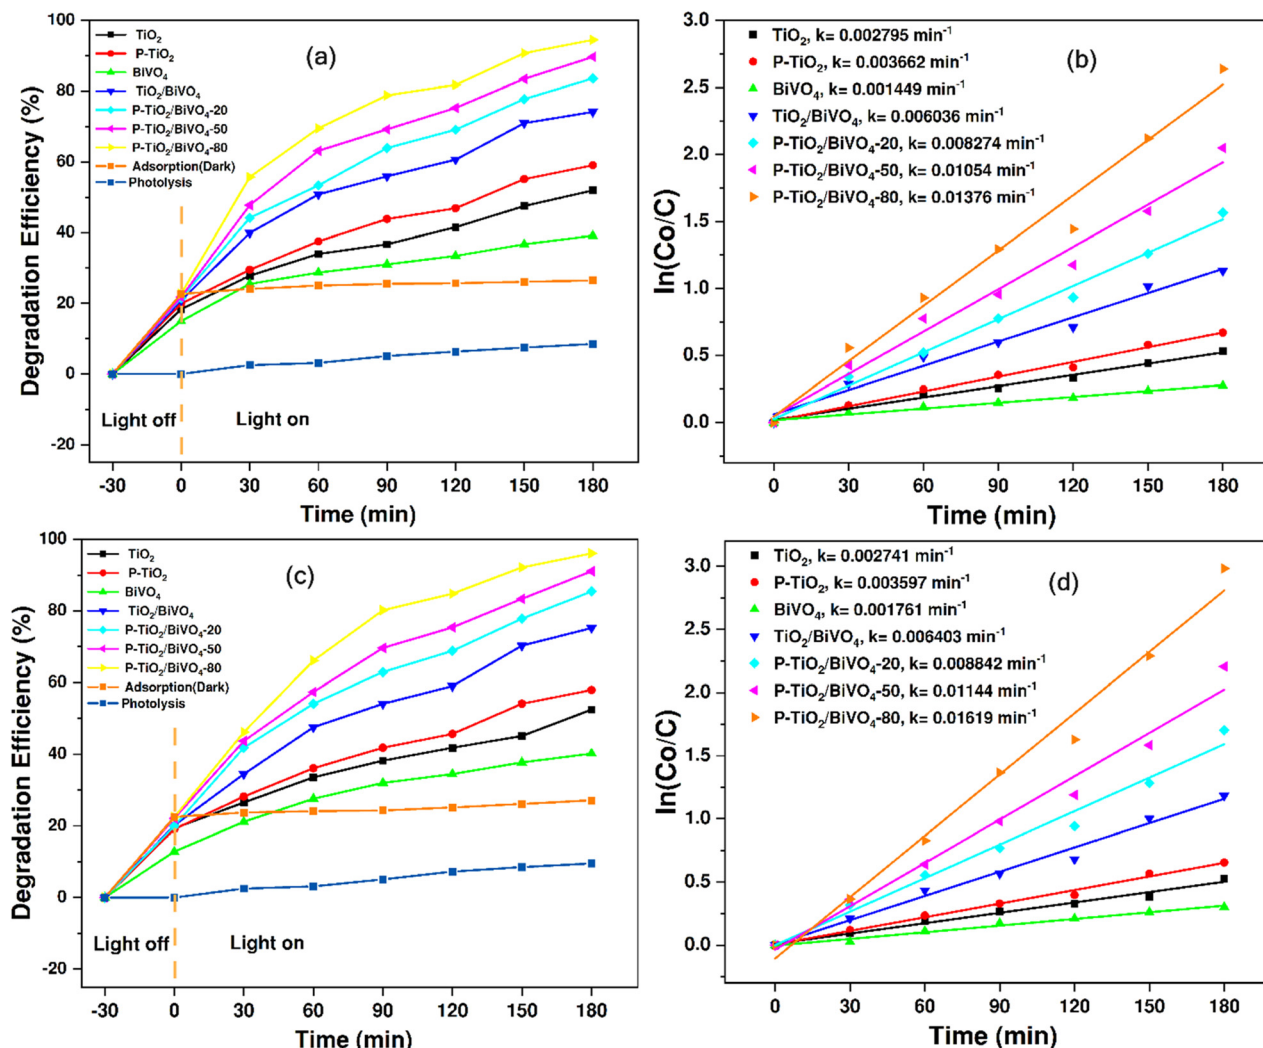 (a)
TiO₂
P-TiO₂
BiVO₄
TiO₂/BiVO₄
P-TiO₂/BiVO₄-20
P-TiO₂/BiVO₄-50
P-TiO₂/BiVO₄-80
Adsorption(Dark)
Photolysis
Light off
Light on
Degradation Efficiency (%)
100
80
60
40
20
0
-20
-30 0 30 60 90 120 150 180
Time (min)
(b)
TiO₂, k= 0.002795 min⁻¹
P-TiO₂, k= 0.003662 min⁻¹
BiVO₄, k= 0.001449 min⁻¹
TiO₂/BiVO₄, k= 0.006036 min⁻¹
P-TiO₂/BiVO₄-20, k= 0.008274 min⁻¹
P-TiO₂/BiVO₄-50, k= 0.01054 min⁻¹
P-TiO₂/BiVO₄-80, k= 0.01376 min⁻¹
ln(Co/C)
3.0
2.5
2.0
1.5
1.0
0.5
0.0
0 30 60 90 120 150 180
Time (min)
(c)
TiO₂
P-TiO₂
BiVO₄
TiO₂/BiVO₄
P-TiO₂/BiVO₄-20
P-TiO₂/BiVO₄-50
P-TiO₂/BiVO₄-80
Adsorption(Dark)
Photolysis
Light off
Light on
Degradation Efficiency (%)
100
80
60
40
20
0
-20
-30 0 30 60 90 120 150 180
Time (min)
(d)
TiO₂, k= 0.002741 min⁻¹
P-TiO₂, k= 0.003597 min⁻¹
BiVO₄, k= 0.001761 min⁻¹
TiO₂/BiVO₄, k= 0.006403 min⁻¹
P-TiO₂/BiVO₄-20, k= 0.008842 min⁻¹
P-TiO₂/BiVO₄-50, k= 0.01144 min⁻¹
P-TiO₂/BiVO₄-80, k= 0.01619 min⁻¹
ln(Co/C)
3.0
2.5
2.0
1.5
1.0
0.5
0.0
0 30 60 90 120 150 180
Time (min)